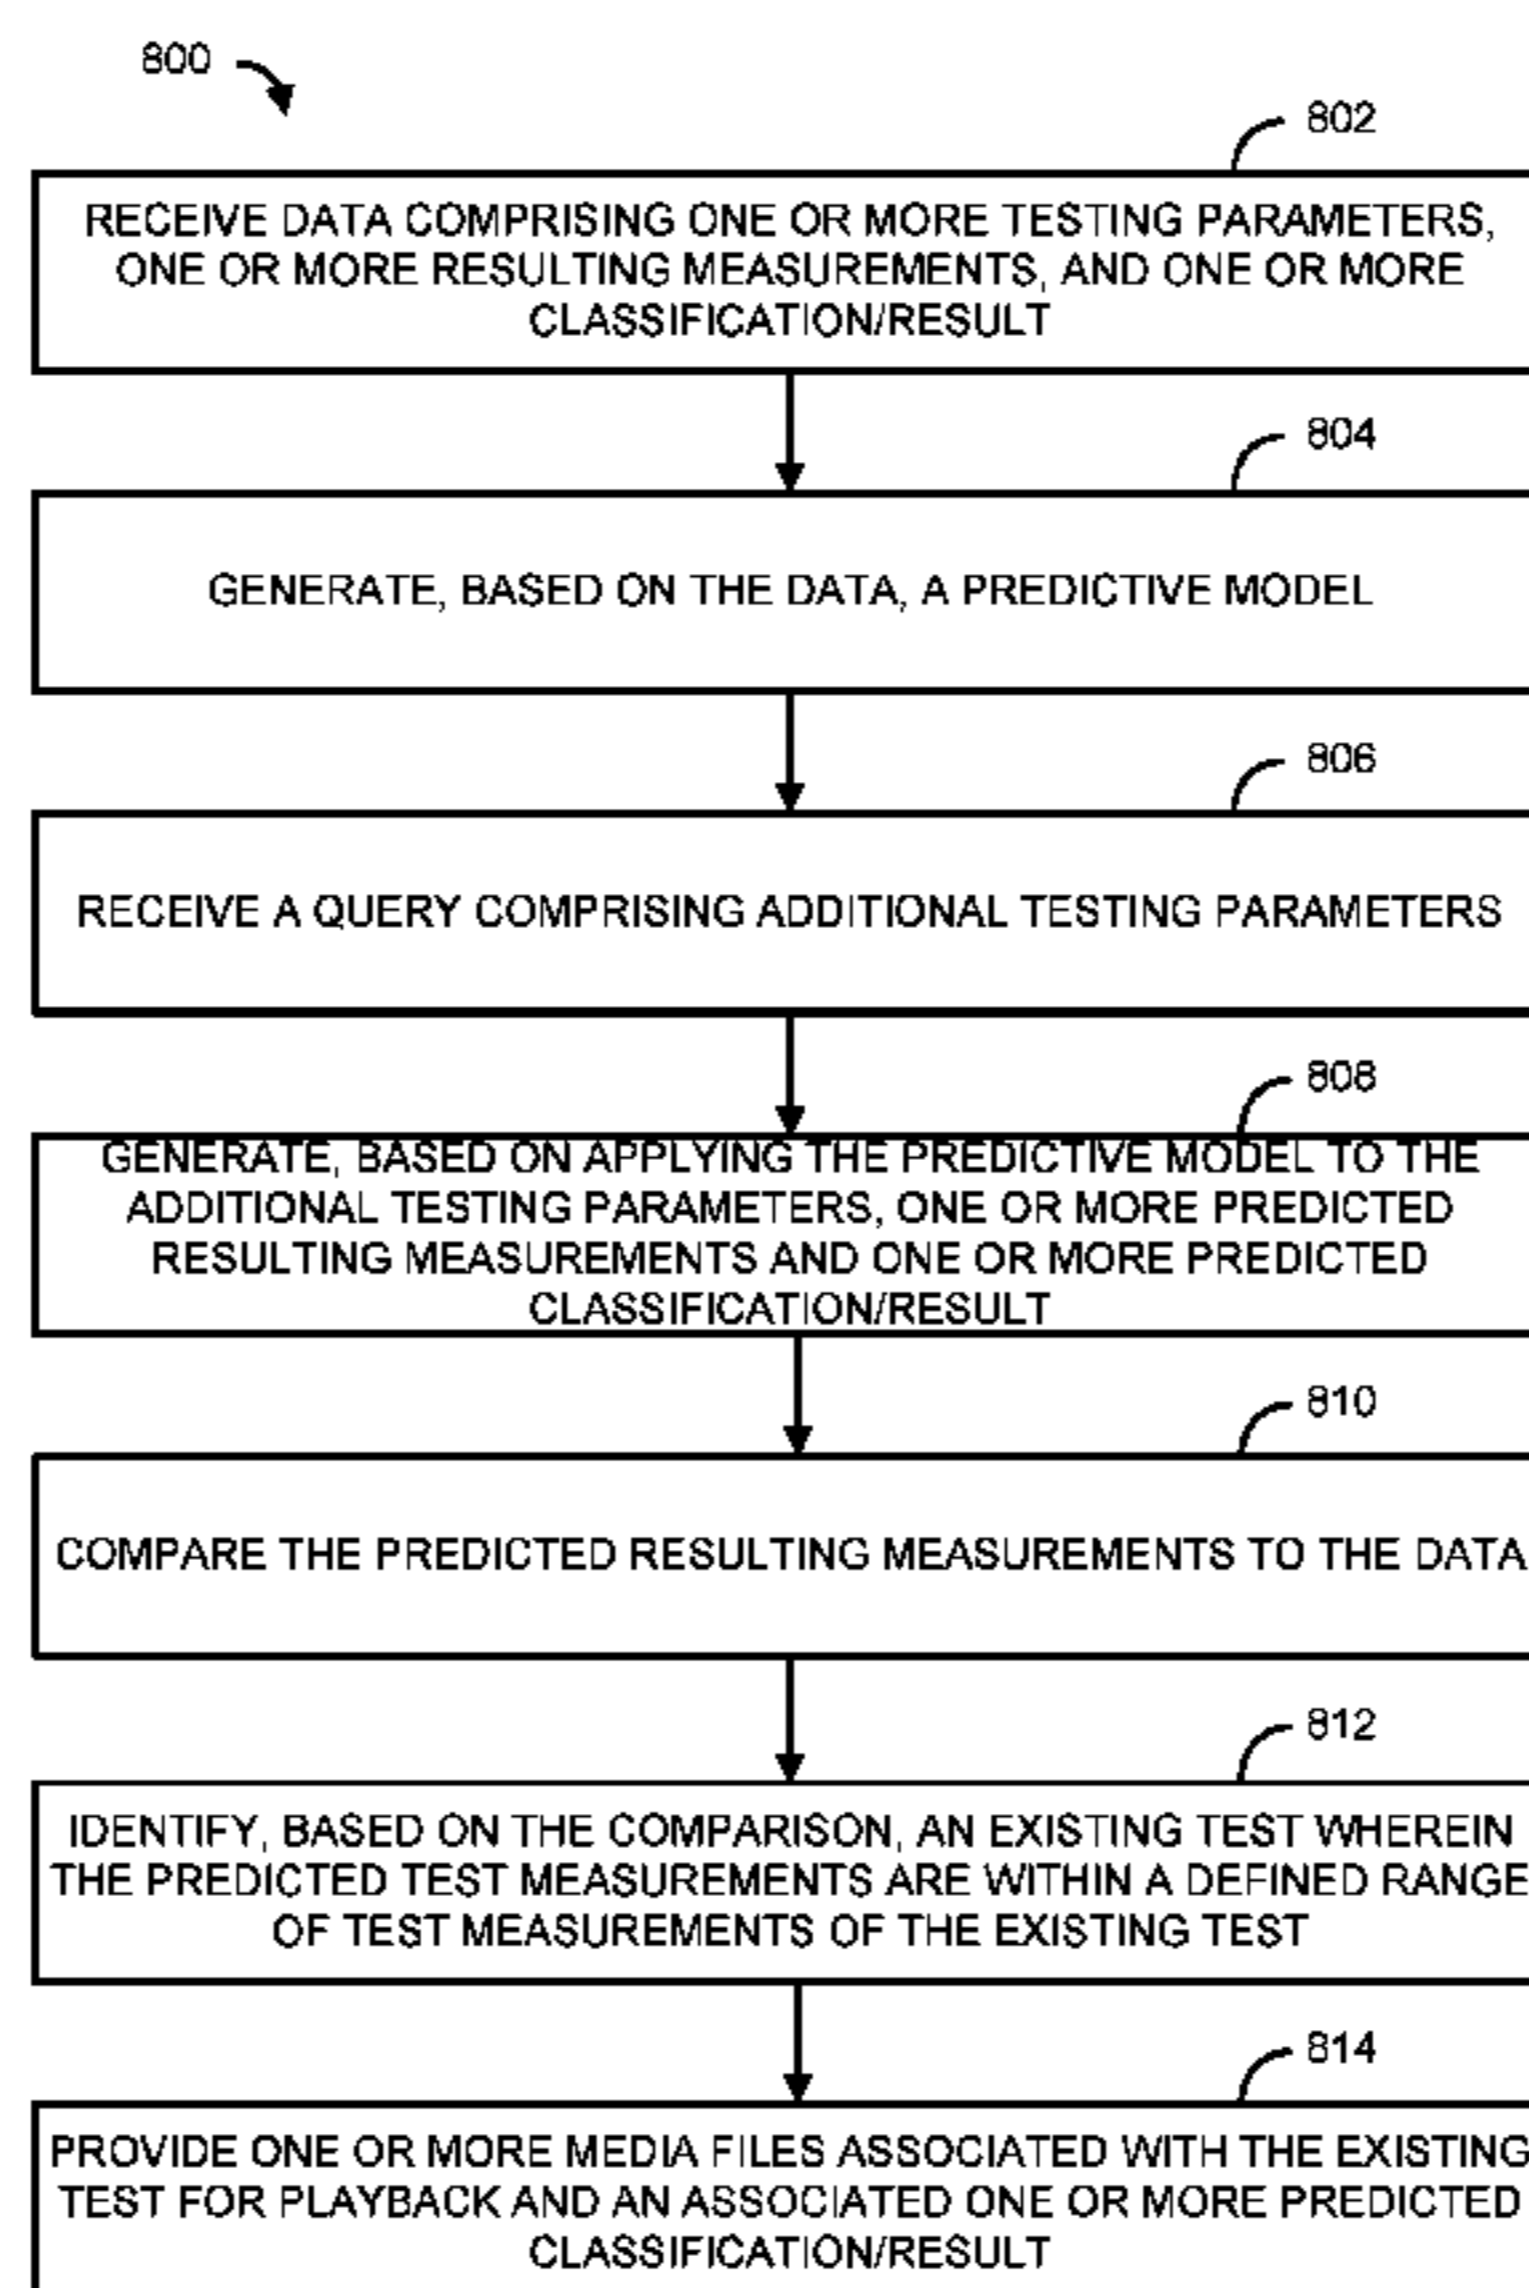 800
802
RECEIVE DATA COMPRISING ONE OR MORE TESTING PARAMETERS,
ONE OR MORE RESULTING MEASUREMENTS, AND ONE OR MORE
CLASSIFICATION/RESULT
804
GENERATE, BASED ON THE DATA, A PREDICTIVE MODEL
806
RECEIVE A QUERY COMPRISING ADDITIONAL TESTING PARAMETERS
808
GENERATE, BASED ON APPLYING THE PREDICTIVE MODEL TO THE
ADDITIONAL TESTING PARAMETERS, ONE OR MORE PREDICTED
RESULTING MEASUREMENTS AND ONE OR MORE PREDICTED
CLASSIFICATION/RESULT
810
COMPARE THE PREDICTED RESULTING MEASUREMENTS TO THE DATA
812
IDENTIFY, BASED ON THE COMPARISON, AN EXISTING TEST WHEREIN
THE PREDICTED TEST MEASUREMENTS ARE WITHIN A DEFINED RANGE
OF TEST MEASUREMENTS OF THE EXISTING TEST
814
PROVIDE ONE OR MORE MEDIA FILES ASSOCIATED WITH THE EXISTING
TEST FOR PLAYBACK AND AN ASSOCIATED ONE OR MORE PREDICTED
CLASSIFICATION/RESULT